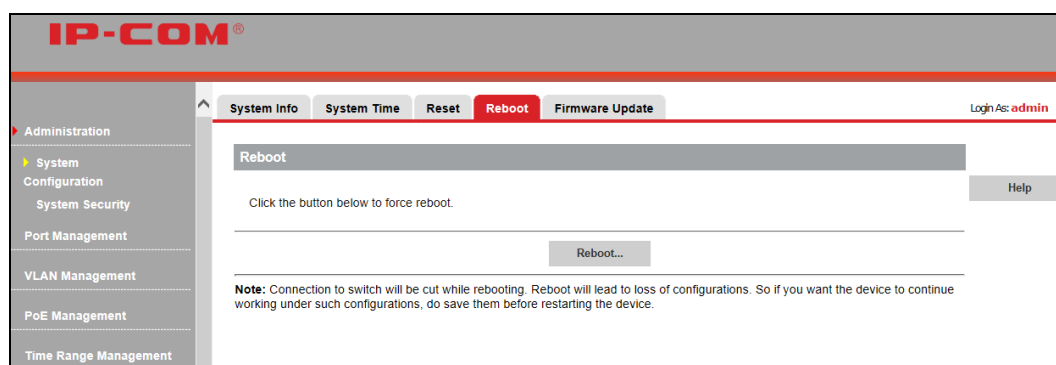 IP-COM®
System Info System Time Reset Reboot Firmware Update Login As: admin
Administration
Reboot
System
Configuration
Help
Click the button below to force reboot.
System Security
Port Management
Reboot...
VLAN Management
Note: Connection to switch will be cut while rebooting. Reboot will lead to loss of configurations. So if you want the device to continue
working under such configurations, do save them before restarting the device.
PoE Management
Time Range Management